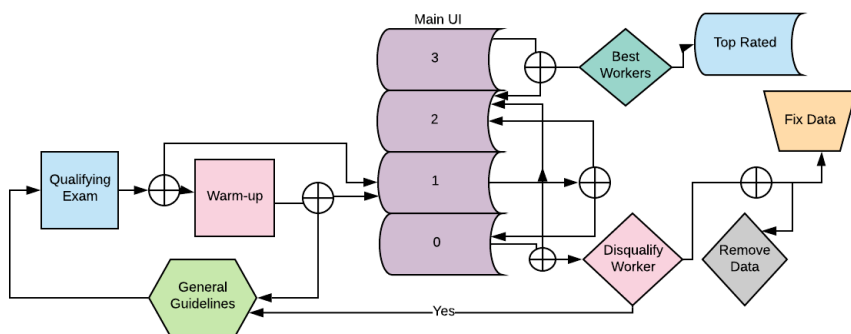 Main UI
3
Best
Workers
Top Rated
2
Fix Data
Qualifying
Exam
Warm-up
1
0
Disqualify
Worker
Remove
Data
General
Guidelines
Yes